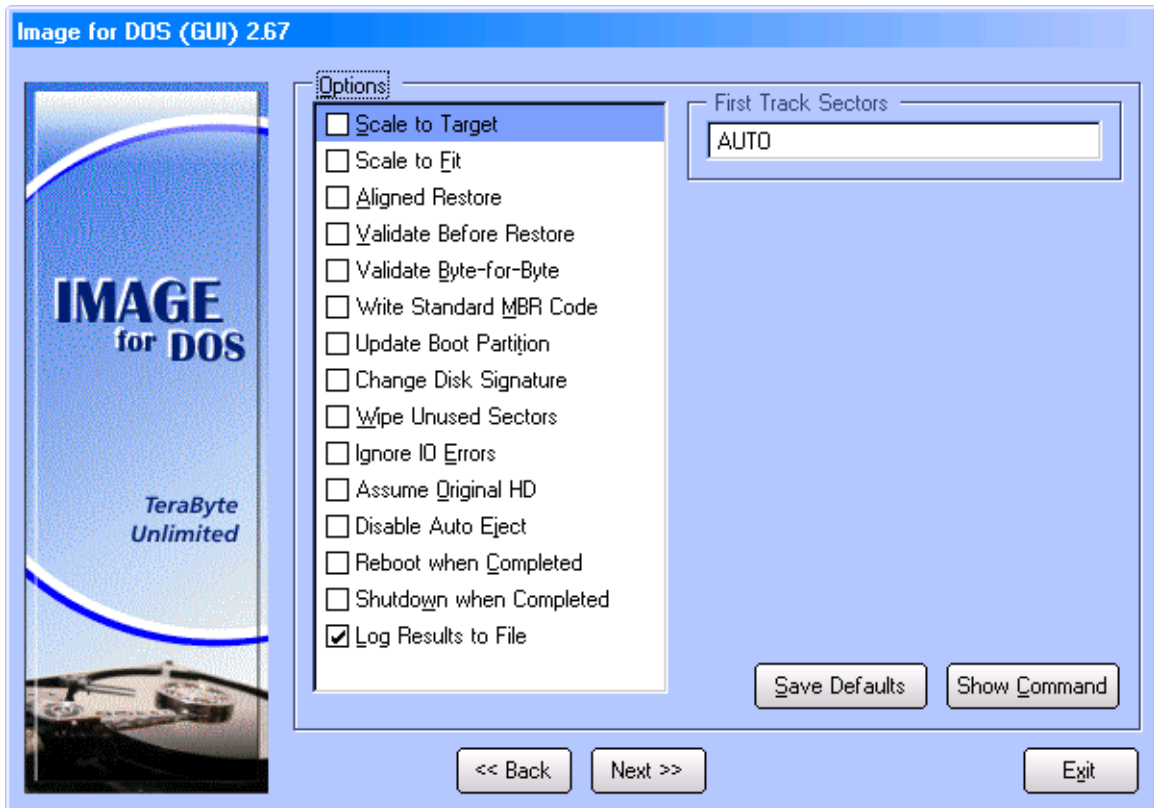 Image for DOS (GUI) 2.67
IMAGE
for DOS
TeraByte
Unlimited
Options
Scale to Target
Scale to Fit
Aligned Restore
Validate Before Restore
Validate Byte-for-Byte
Write Standard MBR Code
Update Boot Partition
Change Disk Signature
Wipe Unused Sectors
Ignore IO Errors
Assume Original HD
Disable Auto Eject
Reboot when Completed
Shutdown when Completed
Log Results to File
First Track Sectors
AUTO
Save Defaults
Show Command
<< Back
Next >>
Exit